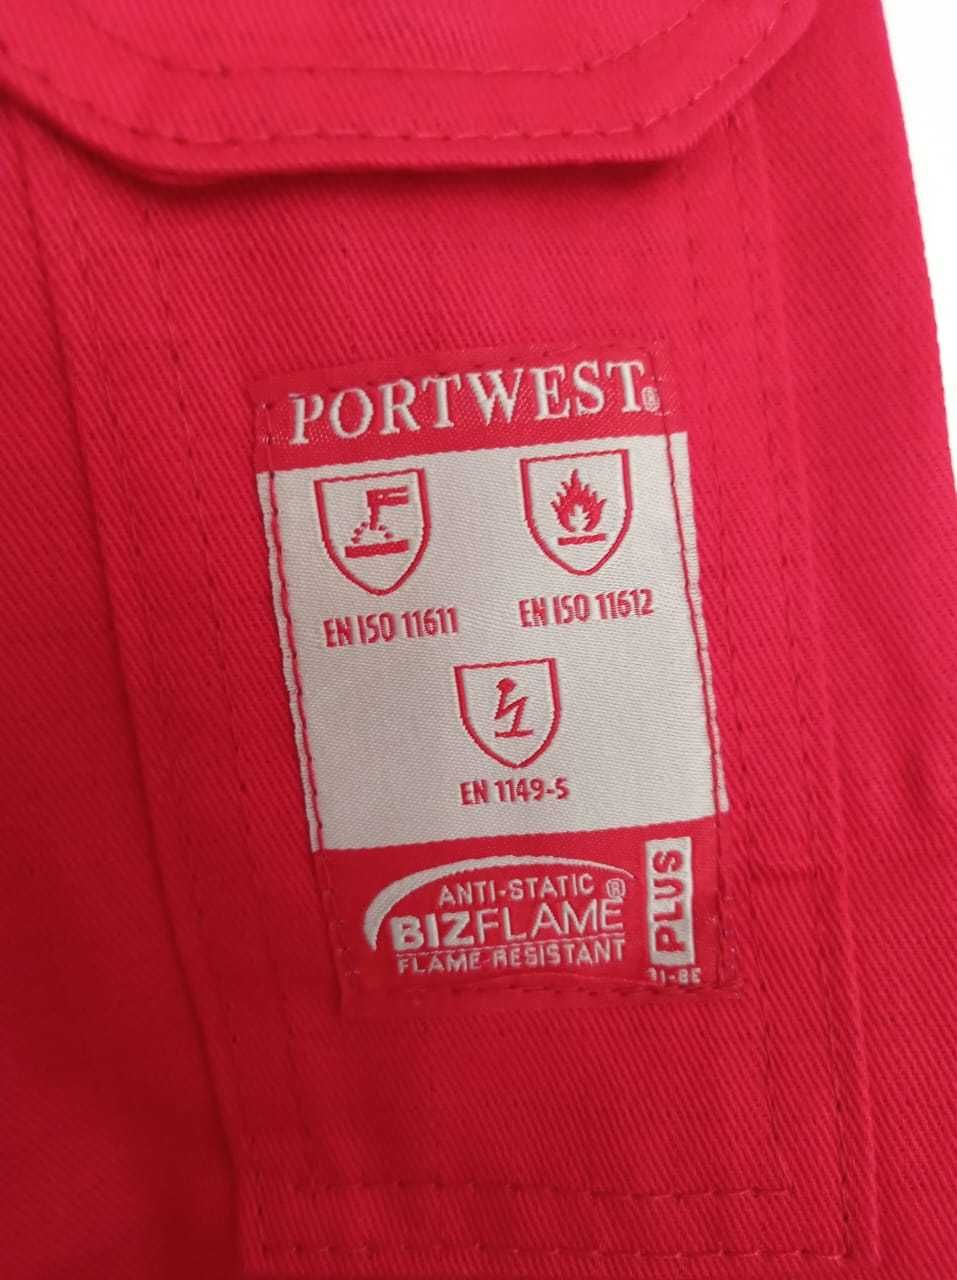 PORTWEST®
EN ISO 11611
EN ISO 11612
EN 1149-5
ANTI-STATIC ®
BIZFLAME
FLAME-RESISTANT
PLUS